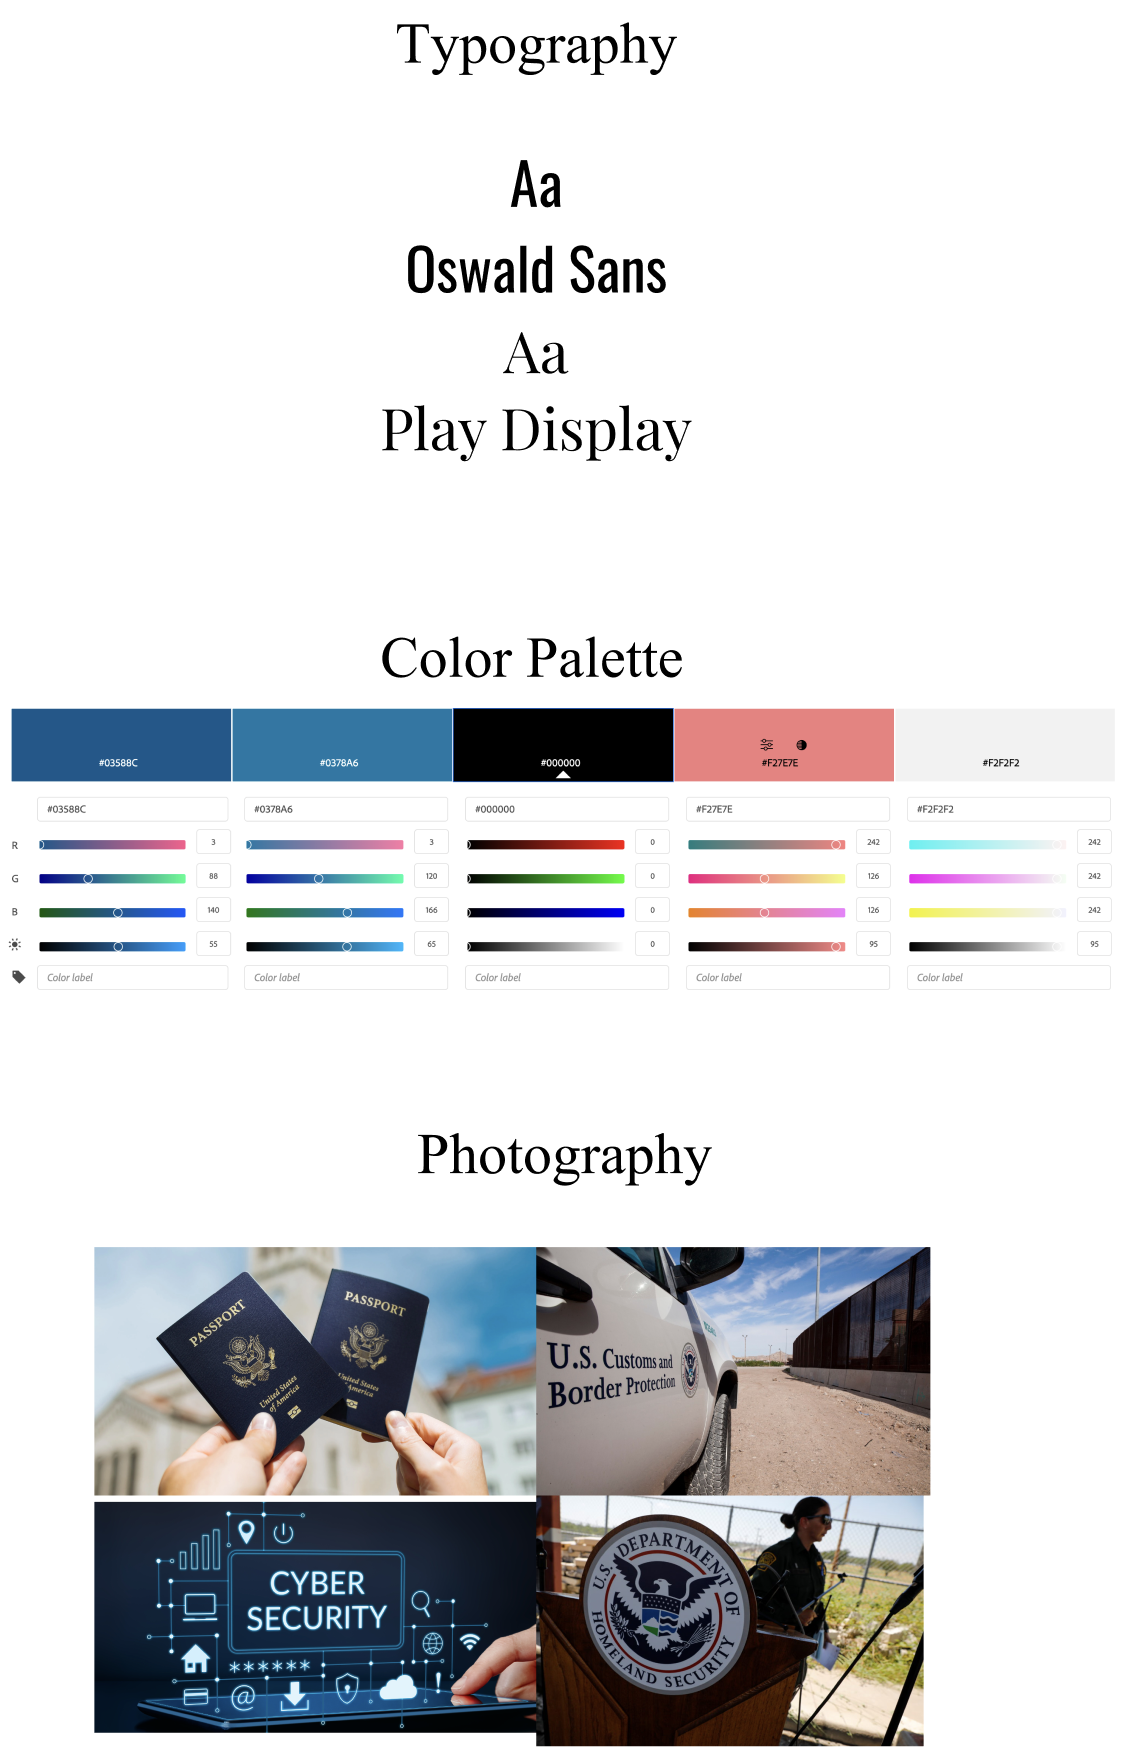 Typography
Aa
Oswald Sans
Aa
Play Display
Color Palette
#03588C
#0378A6
#000000
#F27E7E
#F2F2F2
#03588C
#0378A6
#000000
#F27E7E
#F2F2F2
R
3
3
0
242
242
G
88
120
0
126
242
B
140
166
0
126
242
55
65
0
95
95
Color label
Color label
Color label
Color label
Color label
Photography
PASSPORT
United States
of America
PASSPORT
United States
of America
U.S. Customs and
Border Protection
CYBER
SECURITY
******
@
!
U.S. DEPARTMENT OF
HOMELAND SECURITY